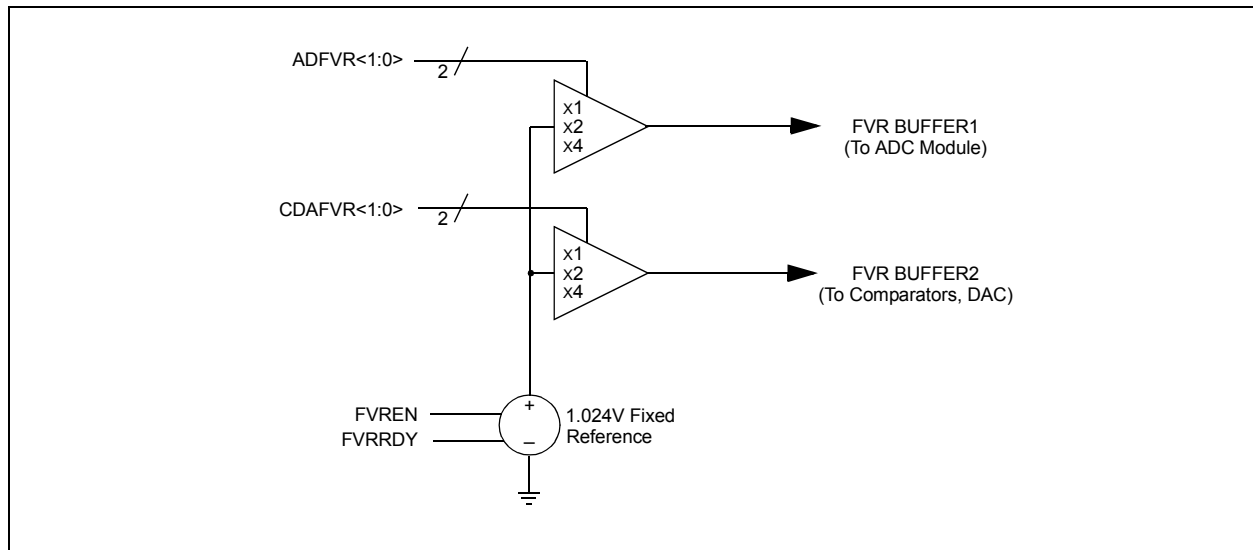 ADFVR<1:0>
2
X1
X2
X4
FVR BUFFER1
(To ADC Module)
CDAFVR<1:0>
2
X1
X2
X4
FVR BUFFER2
(To Comparators, DAC)
FVREN
FVRRDY
+
_
1.024V Fixed
Reference